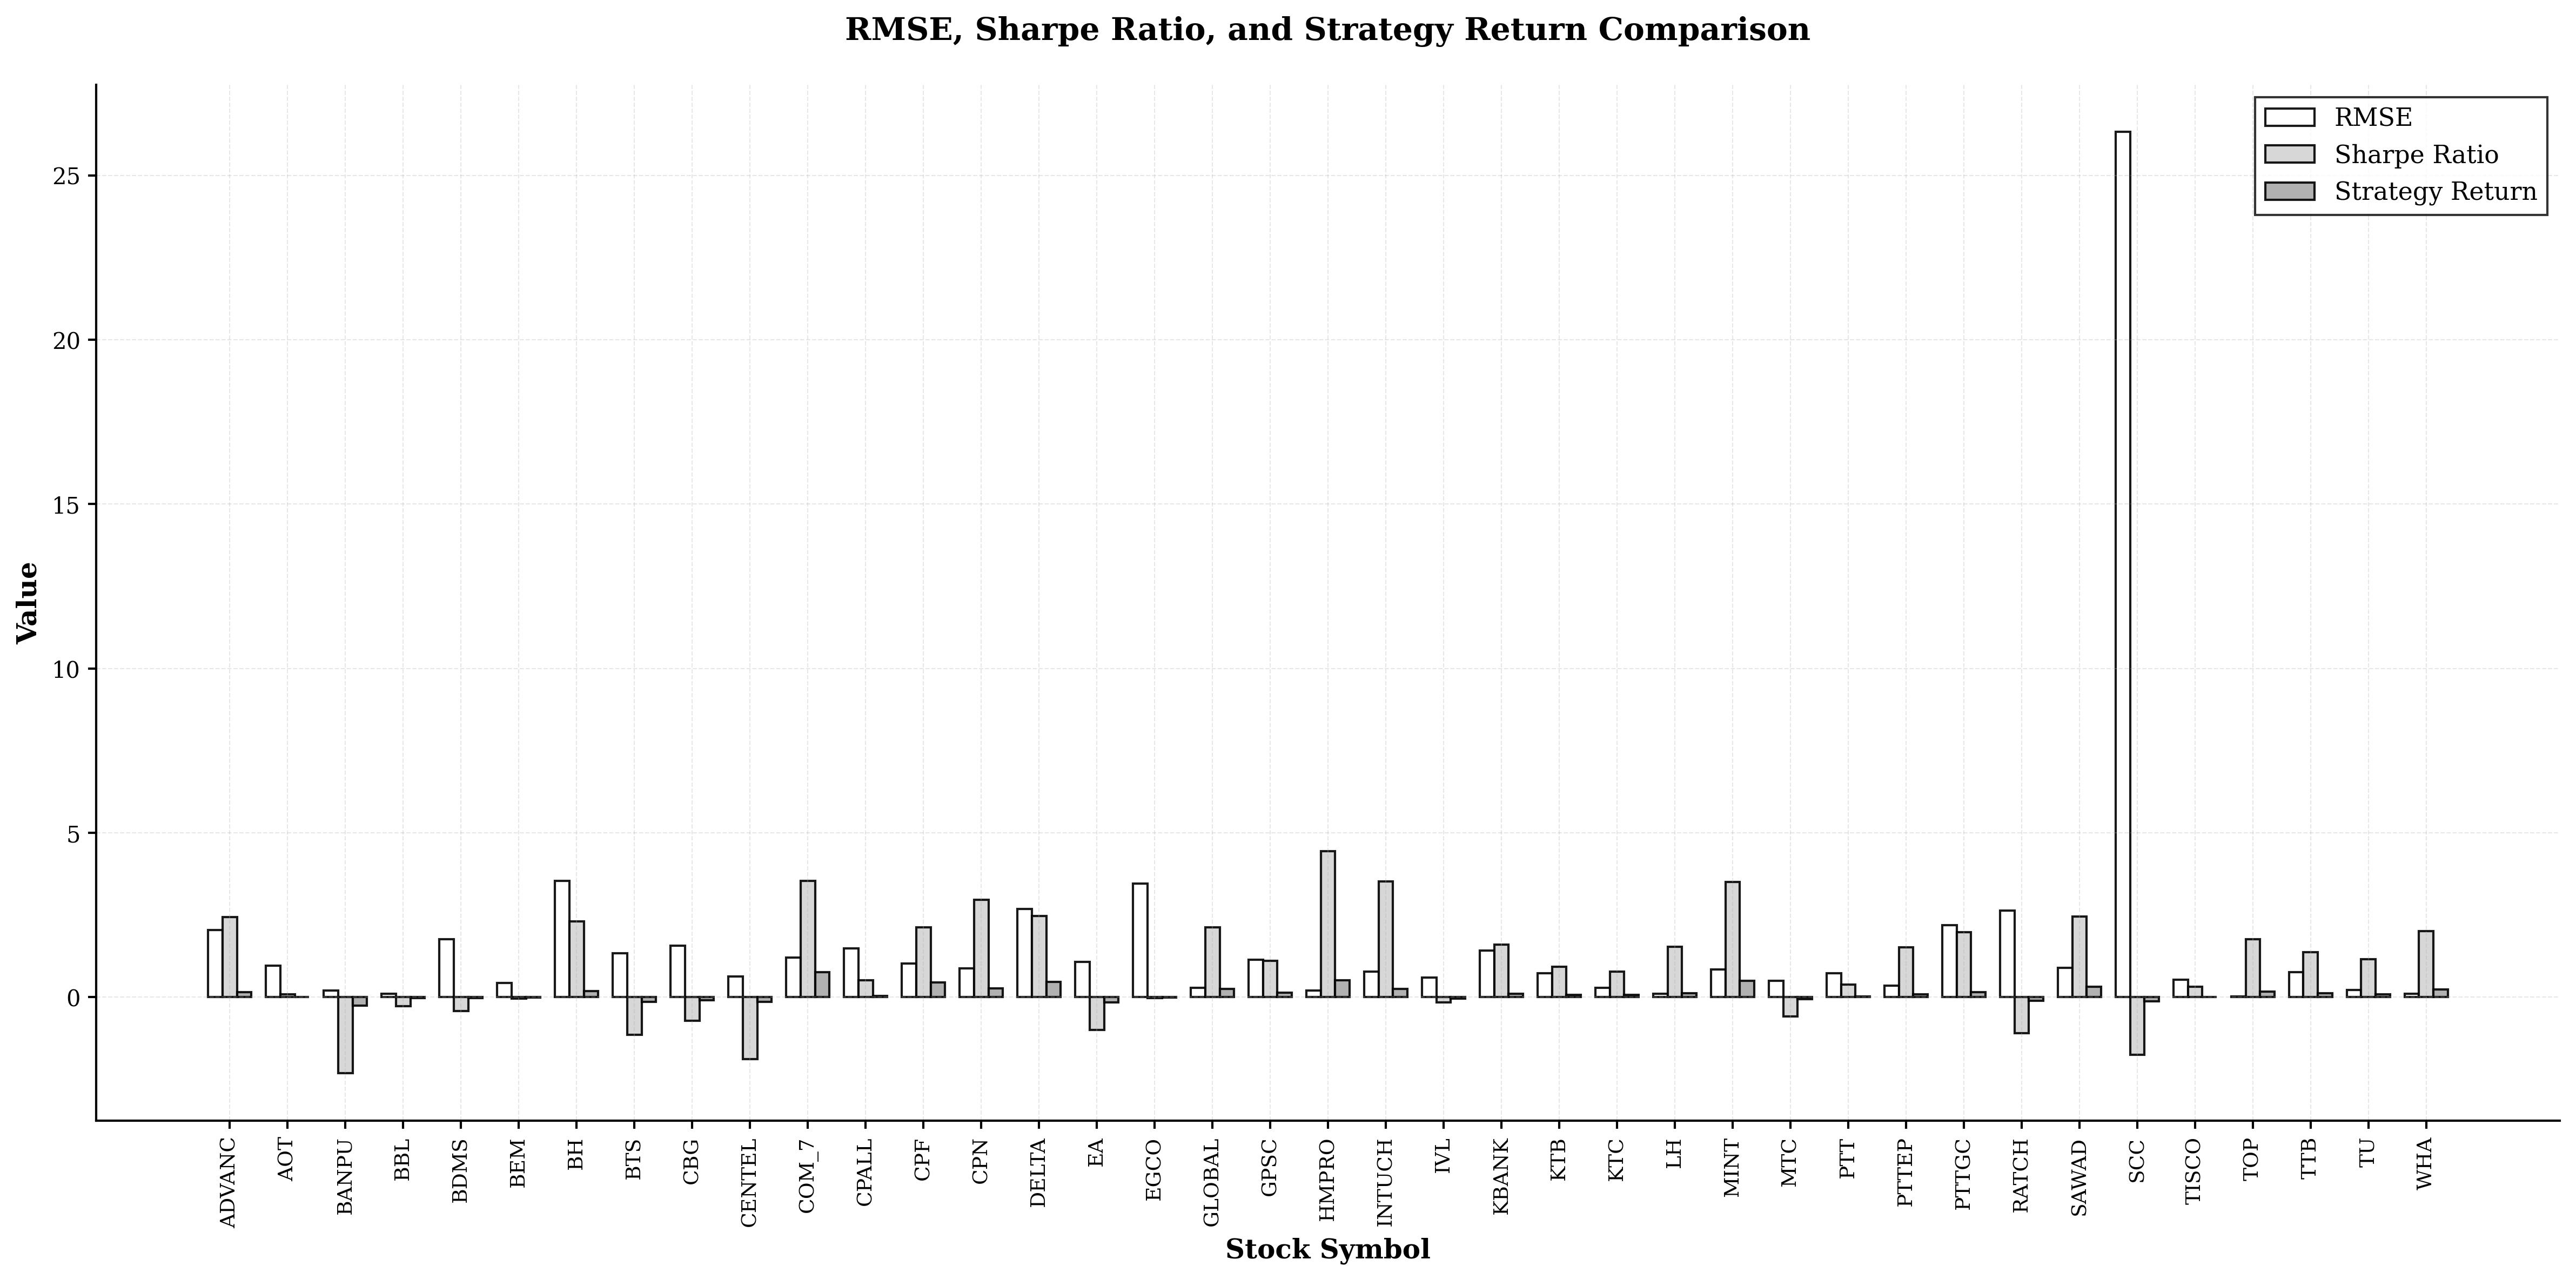 RMSE, Sharpe Ratio, and Strategy Return Comparison
RMSE
Sharpe Ratio
Strategy Return
Value
25
20
15
10
5
0
ADVANC
AOT
BANPU
BBL
BDMS
BEM
BH
BTS
CBG
CENTEL
COM_7
CPALL
CPF
CPN
DELTA
EA
EGCO
GLOBAL
GPSC
HMPRO
INTUCH
IVL
KBANK
KTB
KTC
LH
MINT
MTC
PTT
PTTEP
PTTGC
RATCH
SAWAD
SCC
TISCO
TOP
TTB
TU
WHA
Stock Symbol